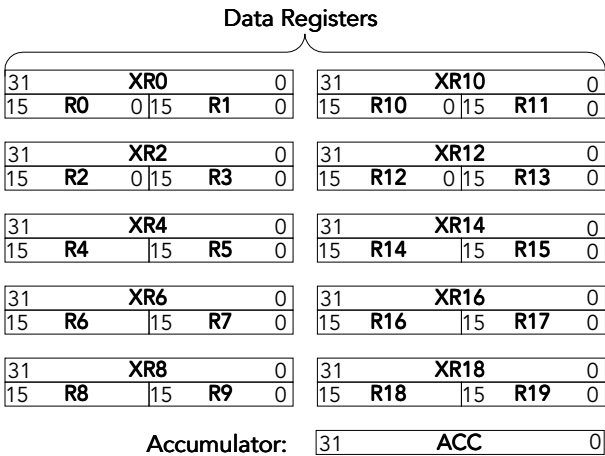 Data Registers
31 XR0 0
15 R0 0 15 R1 0
31 XR10 0
15 R10 0 15 R11 0
31 XR2 0
15 R2 0 15 R3 0
31 XR12 0
15 R12 0 15 R13 0
31 XR4 0
15 R4 15 R5 0
31 XR14 0
15 R14 15 R15 0
31 XR6 0
15 R6 15 R7 0
31 XR16 0
15 R16 15 R17 0
31 XR8 0
15 R8 15 R9 0
31 XR18 0
15 R18 15 R19 0
Accumulator: 31 ACC 0